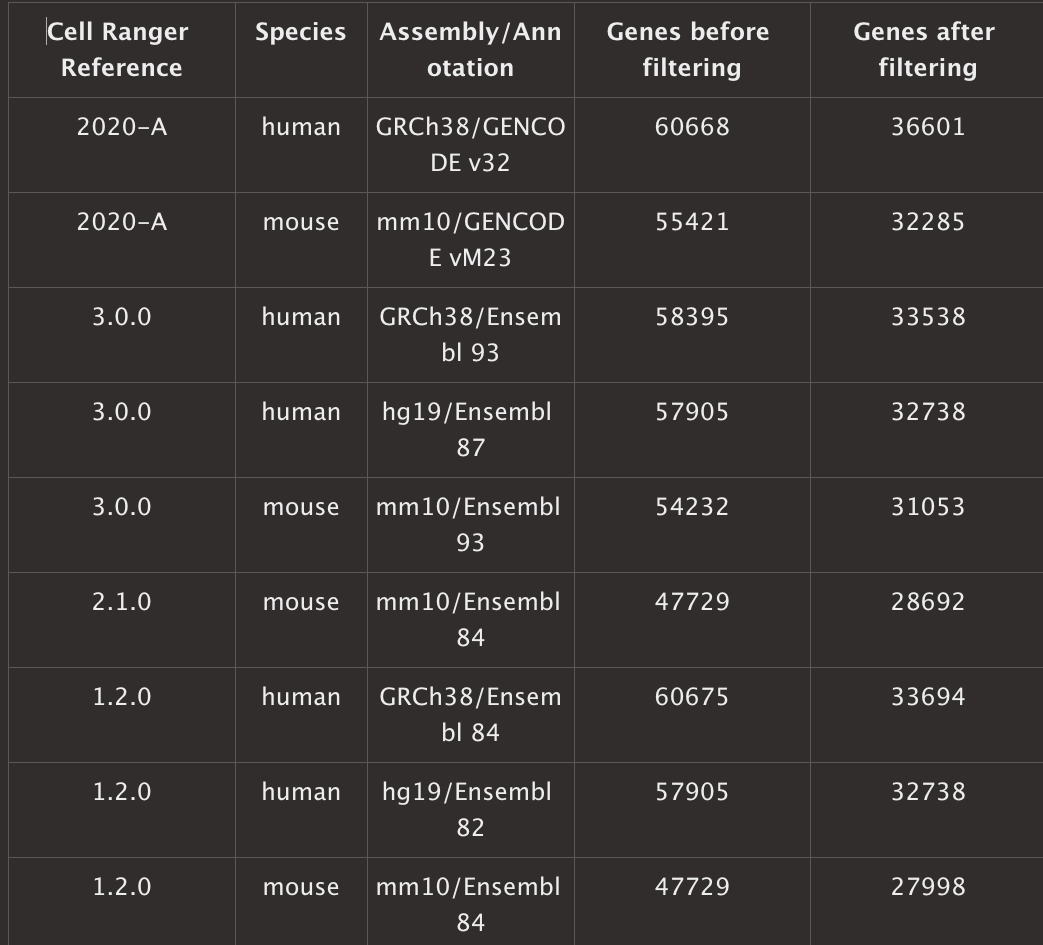 Cell Ranger Reference	Species	Assembly/Annotation	Genes before filtering	Genes after filtering
2020-A	human	GRCh38/GENCODE v32	60668	36601
2020-A	mouse	mm10/GENCODE vM23	55421	32285
3.0.0	human	GRCh38/Ensembl 93	58395	33538
3.0.0	human	hg19/Ensembl 87	57905	32738
3.0.0	mouse	mm10/Ensembl 93	54232	31053
2.1.0	mouse	mm10/Ensembl 84	47729	28692
1.2.0	human	GRCh38/Ensembl 84	60675	33694
1.2.0	human	hg19/Ensembl 82	57905	32738
1.2.0	mouse	mm10/Ensembl 84	47729	27998